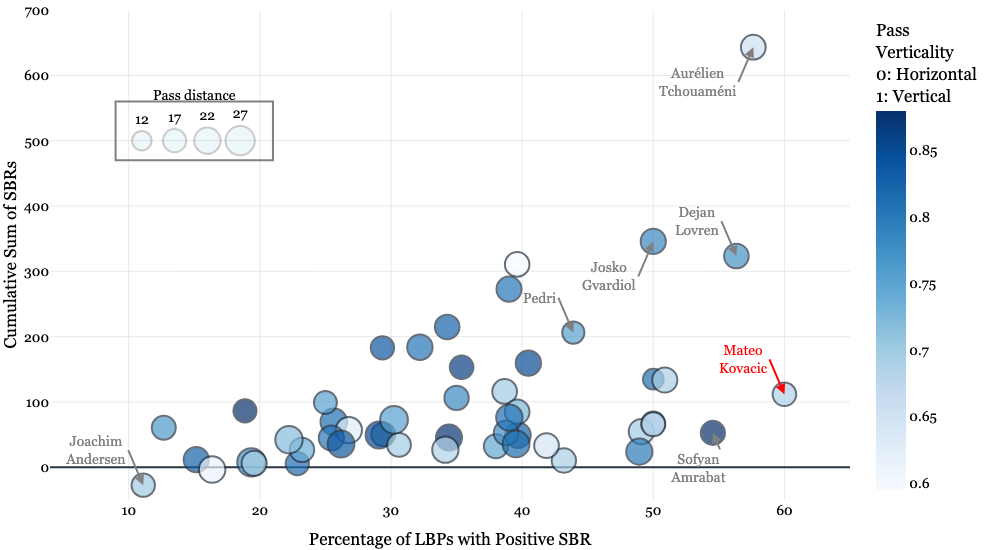 Cumulative Sum of SBRs
700
600
500
400
300
200
100
0
10
20
30
40
50
60
Percentage of LBPs with Positive SBR
Pass distance
12 17 22 27
Aurélien
Tchouaméni
Dejan
Lovren
Josko
Gvardiol
Pedri
Mateo
Kovacic
Joachim
Andersen
Sofyan
Amrabat
Pass
Verticality
0: Horizontal
1: Vertical
0.85
0.8
0.75
0.7
0.65
0.6